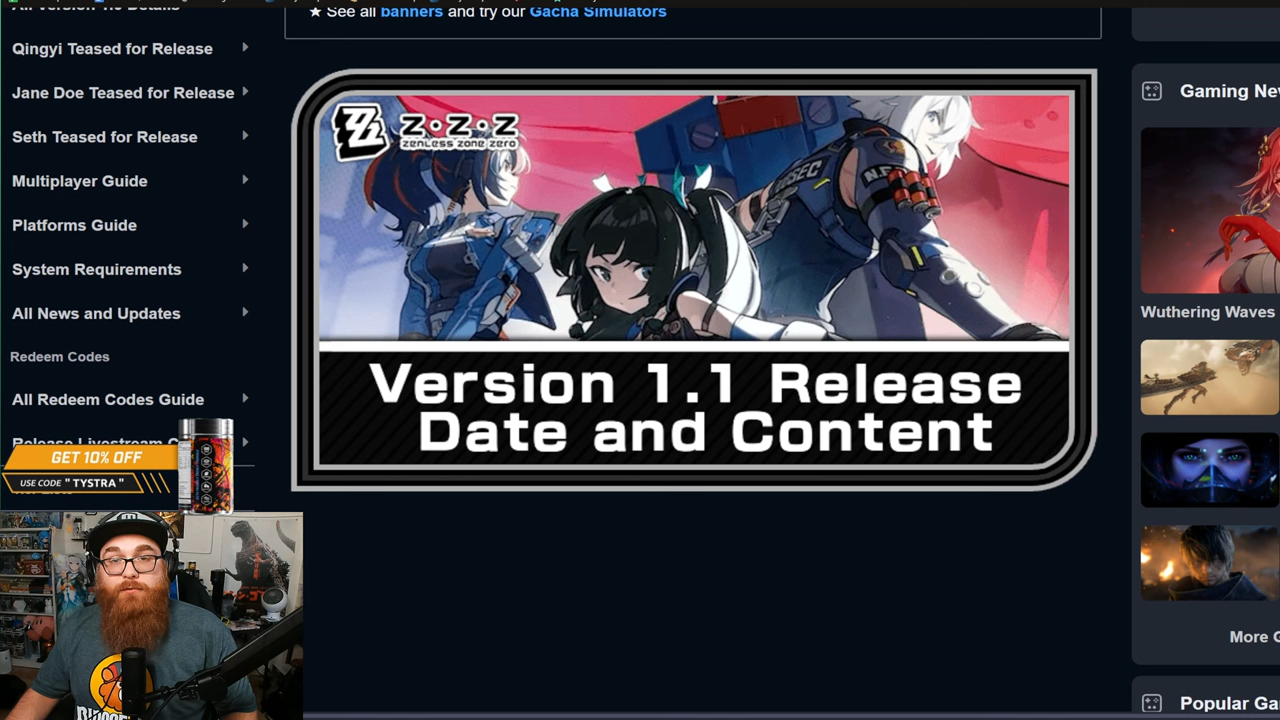 ★ See all banners and try our Gacha Simulators
Qingyi Teased for Release
Jane Doe Teased for Release
Seth Teased for Release
Multiplayer Guide
Platforms Guide
System Requirements
All News and Updates
Redeem Codes
All Redeem Codes Guide
Release Livestream C
GET 10% OFF
USE CODE " TYSTRA "
Z•Z•Z
zenless zone zero
Version 1.1 Release
Date and Content
Gaming Ne
Wuthering Waves
More G
Popular Ga